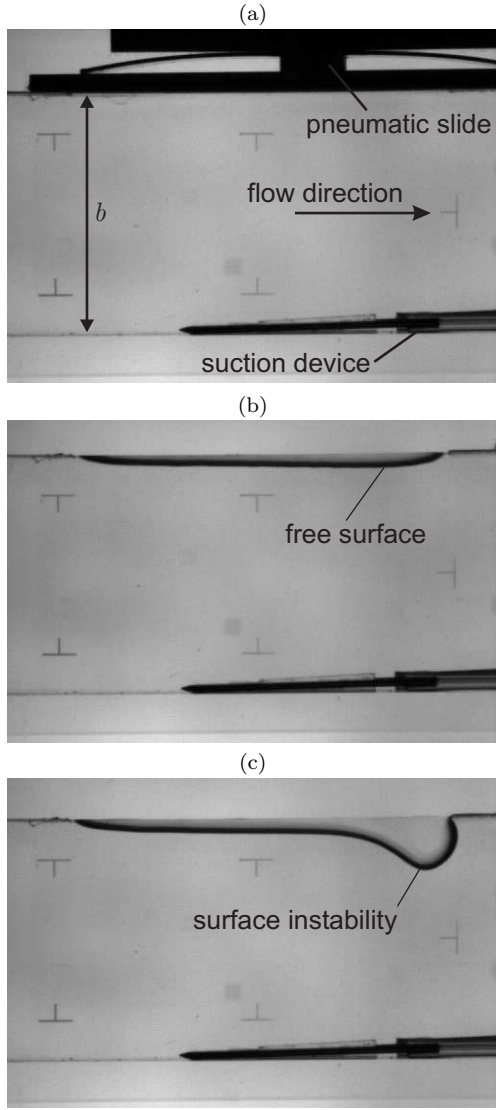 (a)
pneumatic slide
flow direction
b
suction device
(b)
free surface
(c)
surface instability